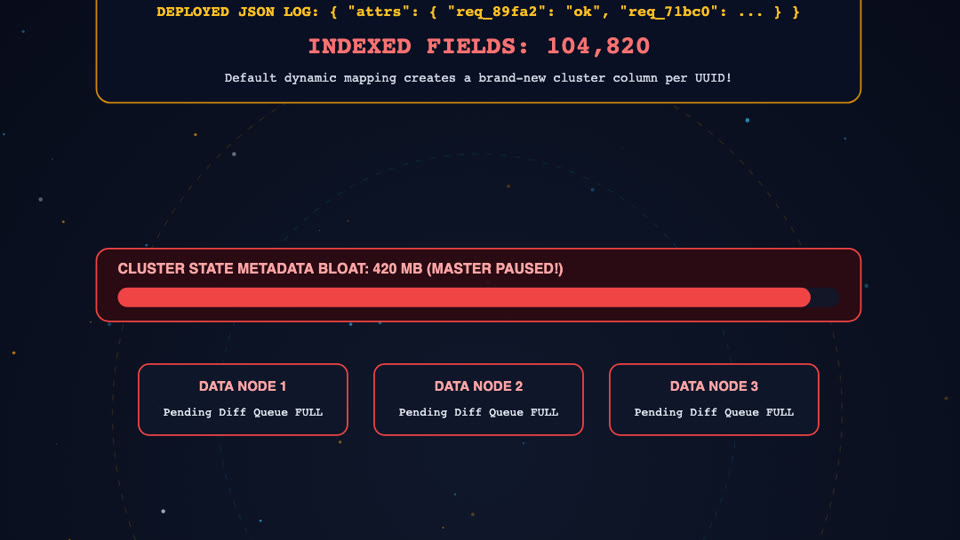 DEPLOYED JSON LOG: { "attrs": { "req_89fa2": "ok", "req_71bc0": ... } }
INDEXED FIELDS: 104,820
Default dynamic mapping creates a brand-new cluster column per UUID!
CLUSTER STATE METADATA BLOAT: 420 MB (MASTER PAUSED!)
DATA NODE 1
Pending Diff Queue FULL
DATA NODE 2
Pending Diff Queue FULL
DATA NODE 3
Pending Diff Queue FULL